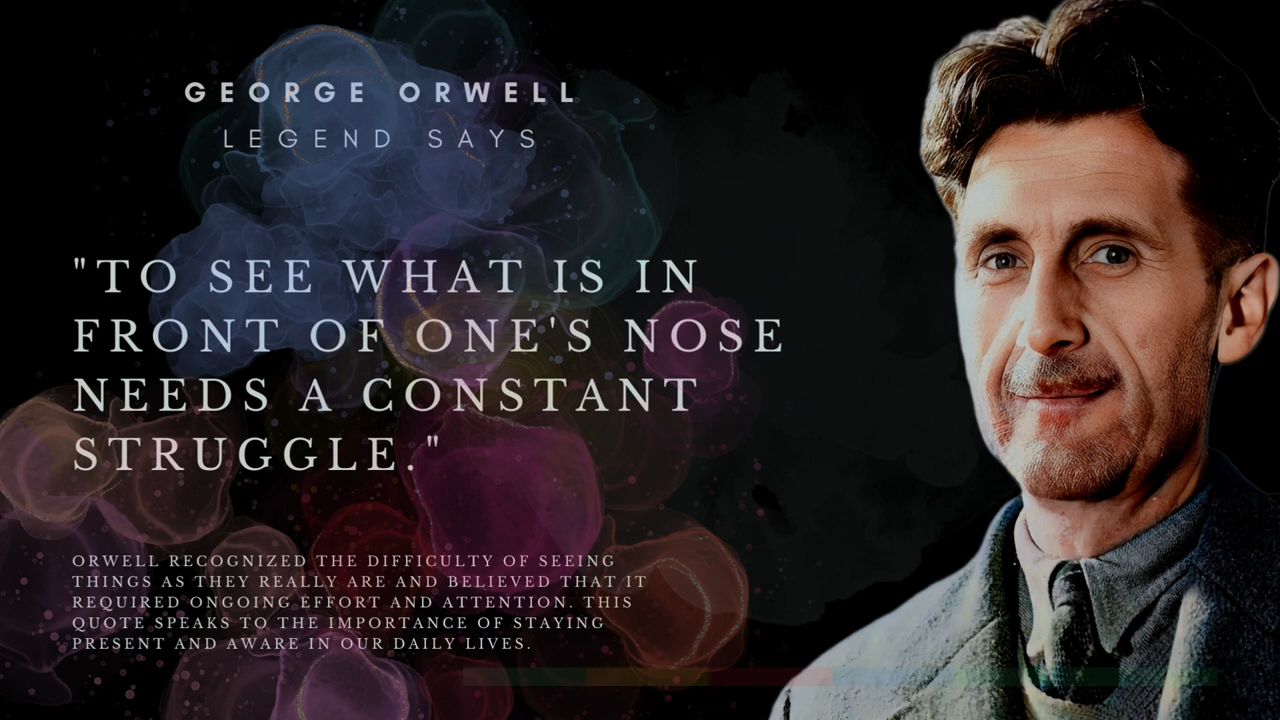 GEORGE ORWELL
LEGEND SAYS
"TO SEE WHAT IS IN
FRONT OF ONE'S NOSE
NEEDS A CONSTANT
STRUGGLE."
ORWELL RECOGNIZED THE DIFFICULTY OF SEEING
THINGS AS THEY REALLY ARE AND BELIEVED THAT IT
REQUIRED ONGOING EFFORT AND ATTENTION. THIS
QUOTE SPEAKS TO THE IMPORTANCE OF STAYING
PRESENT AND AWARE IN OUR DAILY LIVES.